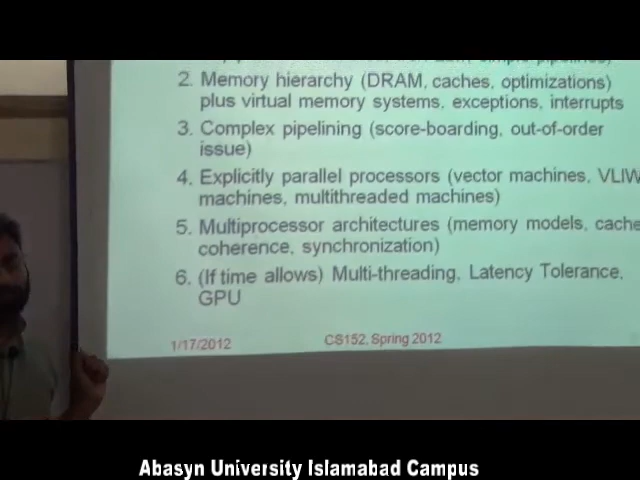 2. Memory hierarchy (DRAM, caches, optimizations)
plus virtual memory systems, exceptions, interrupts
3. Complex pipelining (score-boarding, out-of-order
issue)
4. Explicitly parallel processors (vector machines, VLIW
machines, multithreaded machines)
5. Multiprocessor architectures (memory models, cache
coherence, synchronization)
6. (If time allows) Multi-threading, Latency Tolerance,
GPU
1/17/2012
CS152, Spring 2012
Abasyn University Islamabad Campus